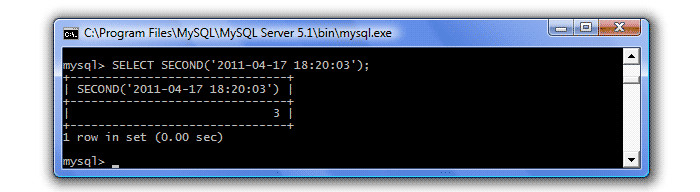 C:\Program Files\MySQL\MySQL Server 5.1\bin\mysql.exe
mysql> SELECT SECOND('2011-04-17 18:20:03');
+-------------------------------+
| SECOND('2011-04-17 18:20:03') |
+-------------------------------+
|                             3 |
+-------------------------------+
1 row in set (0.00 sec)
mysql> _